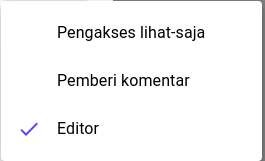 Pengakses lihat-saja
Pemberi komentar
Editor